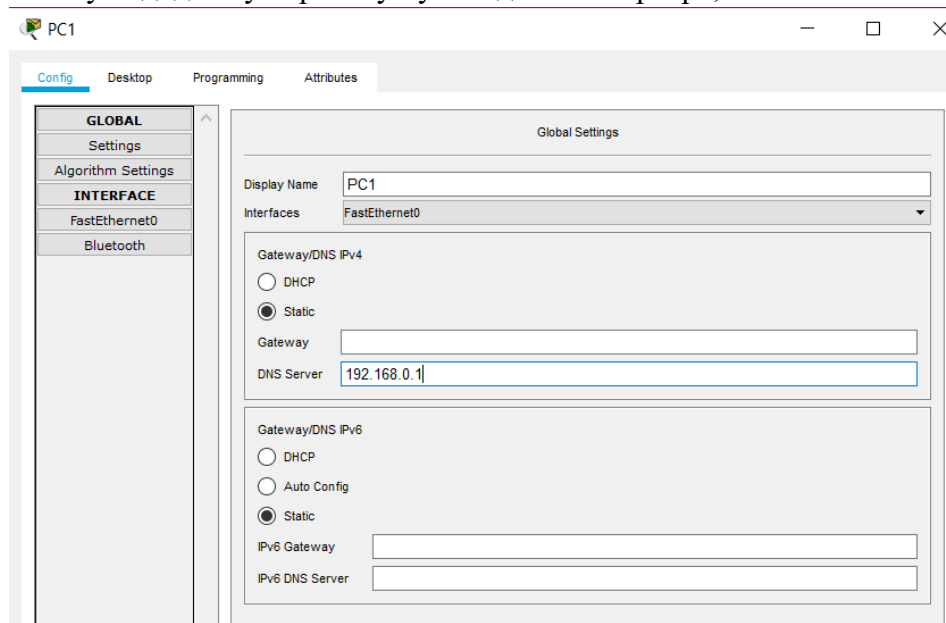 PC1
Config Desktop Programming Attributes
GLOBAL
Settings
Algorithm Settings
INTERFACE
FastEthernet0
Bluetooth
Global Settings
Display Name PC1
Interfaces FastEthernet0
Gateway/DNS IPv4
DHCP
Static
Gateway
DNS Server 192.168.0.1
Gateway/DNS IPv6
DHCP
Auto Config
Static
IPv6 Gateway
IPv6 DNS Server